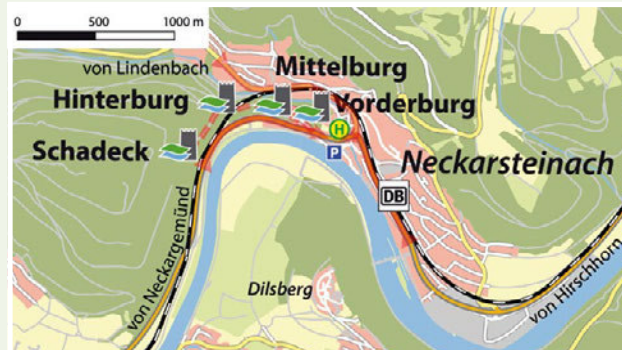 0 500 1000 m
von Lindenbach
Mittelburg
Hinterburg
Vorderburg
H
Schadeck
P
Neckarsteinach
DB
von Neckargemünd
Dilsberg
von Hirschhorn